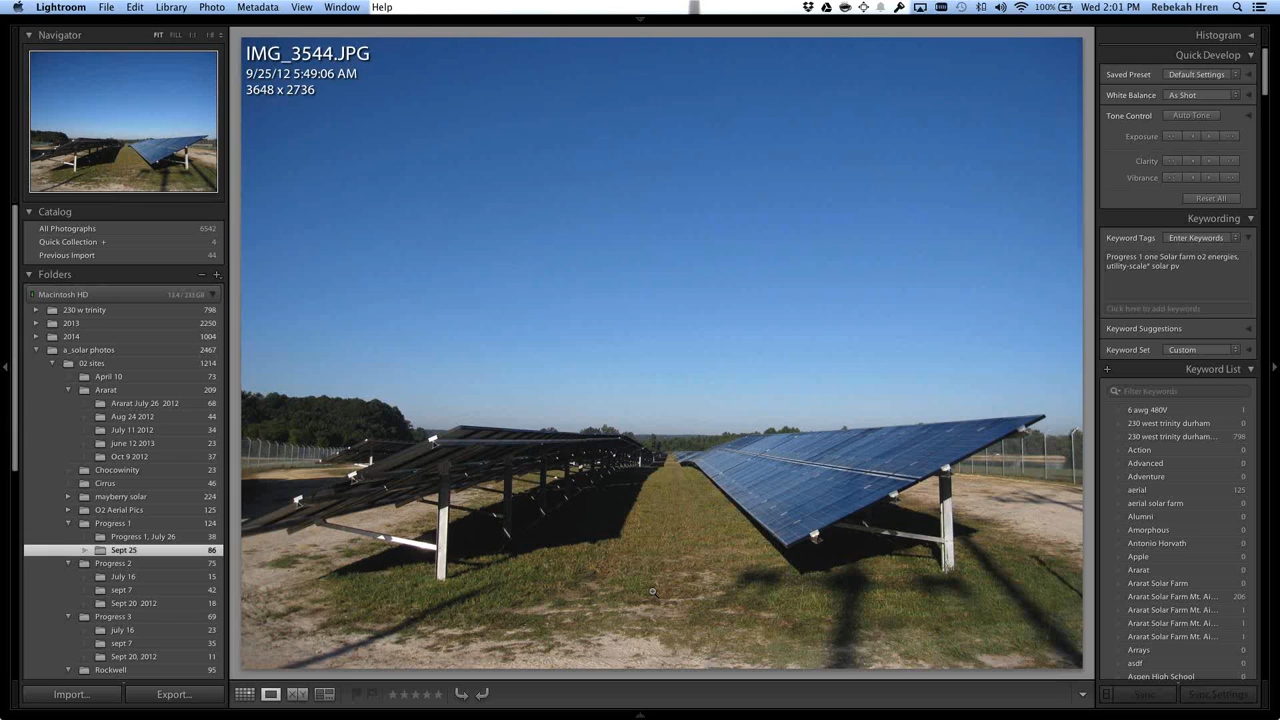 Lightroom File Edit Library Photo Metadata View Window Help 100% Wed 2:01 PM Rebekah Hren
Navigator FIT FILL 1:1 1:8
Catalog
All Photographs 6542
Quick Collection + 4
Previous Import 44
Folders
Macintosh HD 13.4 / 233 GB
230 w trinity 798
2013 2250
2014 1004
a_solar photos 2467
02 sites 1214
April 10 73
Ararat 209
Ararat July 26 2012 68
Aug 24 2012 44
July 11 2012 34
june 12 2013 23
Oct 9 2012 37
Chocowinity 23
Cirrus 46
mayberry solar 224
O2 Aerial Pics 125
Progress 1 124
Progress 1, July 26 38
Sept 25 86
Progress 2 75
July 16 15
sept 7 42
Sept 20 2012 18
Progress 3 69
july 16 23
sept 7 35
Sept 20, 2012 11
Rockwell 95
Import... Export...
IMG_3544.JPG
9/25/12 5:49:06 AM
3648 x 2736
Histogram
Quick Develop
Saved Preset Default Settings
White Balance As Shot
Tone Control Auto Tone
Exposure
Clarity
Vibrance
Reset All
Keywording
Keyword Tags Enter Keywords
Progress 1 one Solar farm o2 energies,
utility-scale* solar pv
Click here to add keywords
Keyword Suggestions
Keyword Set Custom
Keyword List
Filter Keywords
6 awg 480V 1
230 west trinity durham 0
230 west trinity durham... 798
Action 0
Advanced 0
Adventure 0
aerial 125
aerial solar farm 0
Alumni 0
Amorphous 0
Antonio Horvath 0
Apple 0
Ararat 0
Ararat Solar Farm 0
Ararat Solar Farm Mt. Ai... 206
Ararat Solar Farm Mt. Ai... 1
Ararat Solar Farm Mt. Ai... 1
Ararat Solar Farm Mt. Ai... 1
Arrays 0
asdf 0
Aspen High School 0
Sync... Sync Settings